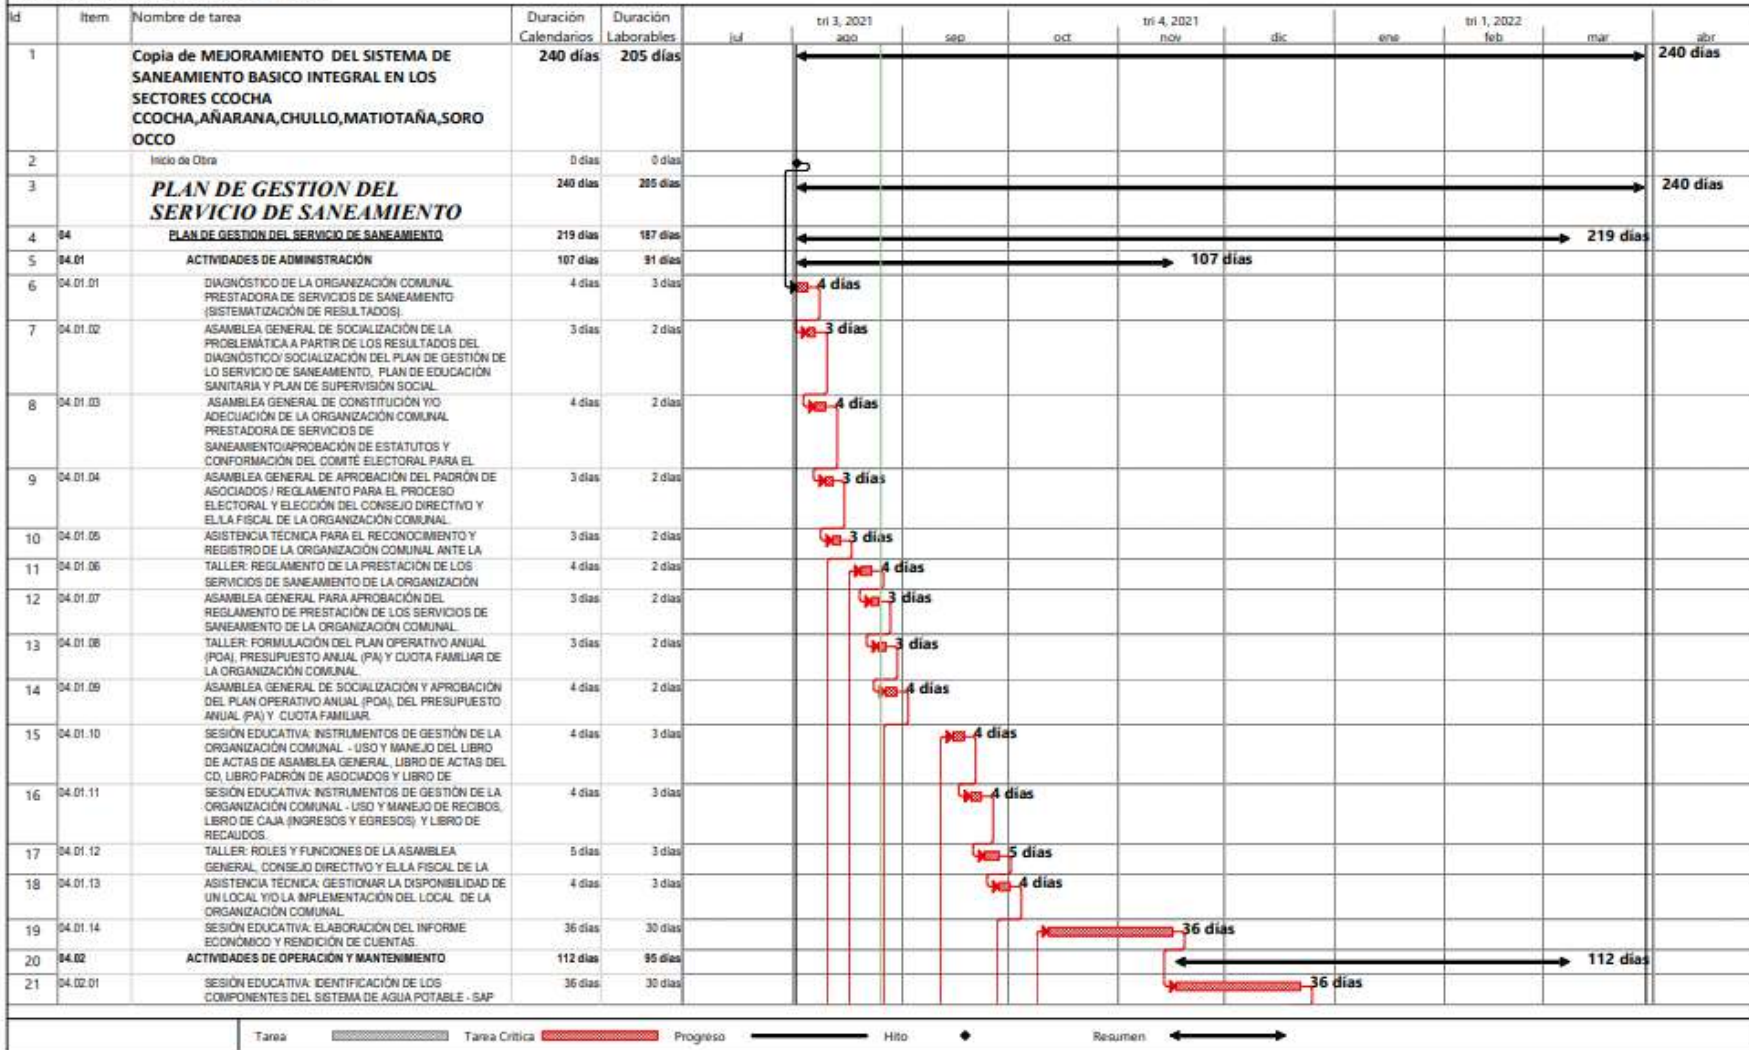 Id Item Nombre de tarea Duración Calendarios Duración Laborables
tri 3, 2021 tri 4, 2021 tri 1, 2022
jul ago sep oct nov dic ene feb mar abr
1 Copia de MEJORAMIENTO DEL SISTEMA DE 240 días 205 días 240 días
SANEAMIENTO BASICO INTEGRAL EN LOS
SECTORES CCOCHA
CCOCHA,AÑARANA,CHULLO,MATIOTAÑA,SORO
OCCO
2 Inicio de Obra 0 días 0 días
3 PLAN DE GESTION DEL 240 días 205 días 240 días
SERVICIO DE SANEAMIENTO
4 04 PLAN DE GESTION DEL SERVICIO DE SANEAMIENTO 219 días 187 días 219 días
5 04.01 ACTIVIDADES DE ADMINISTRACIÓN 107 días 91 días 107 días
6 04.01.01 DIAGNÓSTICO DE LA ORGANIZACIÓN COMUNAL 4 días 3 días 4 días
PRESTADORA DE SERVICIOS DE SANEAMIENTO
(SISTEMATIZACIÓN DE RESULTADOS).
7 04.01.02 ASAMBLEA GENERAL DE SOCIALIZACIÓN DE LA 3 días 2 días 3 días
PROBLEMÁTICA A PARTIR DE LOS RESULTADOS DEL
DIAGNÓSTICO/ SOCIALIZACIÓN DEL PLAN DE GESTIÓN DE
LO SERVICIO DE SANEAMIENTO, PLAN DE EDUCACIÓN
SANITARIA Y PLAN DE SUPERVISIÓN SOCIAL.
8 04.01.03 ASAMBLEA GENERAL DE CONSTITUCIÓN Y/O 4 días 2 días 4 días
ADECUACIÓN DE LA ORGANIZACIÓN COMUNAL
PRESTADORA DE SERVICIOS DE
SANEAMIENTO/APROBACIÓN DE ESTATUTOS Y
CONFORMACIÓN DEL COMITÉ ELECTORAL PARA EL
9 04.01.04 ASAMBLEA GENERAL DE APROBACIÓN DEL PADRÓN DE 3 días 2 días 3 días
ASOCIADOS / REGLAMENTO PARA EL PROCESO
ELECTORAL Y ELECCIÓN DEL CONSEJO DIRECTIVO Y
EL/LA FISCAL DE LA ORGANIZACIÓN COMUNAL.
10 04.01.05 ASISTENCIA TÉCNICA PARA EL RECONOCIMIENTO Y 3 días 2 días 3 días
REGISTRO DE LA ORGANIZACIÓN COMUNAL ANTE LA
11 04.01.06 TALLER: REGLAMENTO DE LA PRESTACIÓN DE LOS 4 días 2 días 4 días
SERVICIOS DE SANEAMIENTO DE LA ORGANIZACIÓN
12 04.01.07 ASAMBLEA GENERAL PARA APROBACIÓN DEL 3 días 2 días 3 días
REGLAMENTO DE PRESTACIÓN DE LOS SERVICIOS DE
SANEAMIENTO DE LA ORGANIZACIÓN COMUNAL.
13 04.01.08 TALLER: FORMULACIÓN DEL PLAN OPERATIVO ANUAL 3 días 2 días 3 días
(POA), PRESUPUESTO ANUAL (PA) Y CUOTA FAMILIAR DE
LA ORGANIZACIÓN COMUNAL.
14 04.01.09 ASAMBLEA GENERAL DE SOCIALIZACIÓN Y APROBACIÓN 4 días 2 días 4 días
DEL PLAN OPERATIVO ANUAL (POA), DEL PRESUPUESTO
ANUAL (PA) Y CUOTA FAMILIAR.
15 04.01.10 SESIÓN EDUCATIVA: INSTRUMENTOS DE GESTIÓN DE LA 4 días 3 días 4 días
ORGANIZACIÓN COMUNAL - USO Y MANEJO DEL LIBRO
DE ACTAS DE ASAMBLEA GENERAL, LIBRO DE ACTAS DEL
CD, LIBRO PADRÓN DE ASOCIADOS Y LIBRO DE
16 04.01.11 SESIÓN EDUCATIVA: INSTRUMENTOS DE GESTIÓN DE LA 4 días 3 días 4 días
ORGANIZACIÓN COMUNAL - USO Y MANEJO DE RECIBOS,
LIBRO DE CAJA (INGRESOS Y EGRESOS) Y LIBRO DE
RECAUDOS.
17 04.01.12 TALLER: ROLES Y FUNCIONES DE LA ASAMBLEA 5 días 3 días 5 días
GENERAL, CONSEJO DIRECTIVO Y EL/LA FISCAL DE LA
18 04.01.13 ASISTENCIA TÉCNICA: GESTIONAR LA DISPONIBILIDAD DE 4 días 3 días 4 días
UN LOCAL Y/O LA IMPLEMENTACIÓN DEL LOCAL DE LA
ORGANIZACIÓN COMUNAL.
19 04.01.14 SESIÓN EDUCATIVA: ELABORACIÓN DEL INFORME 36 días 30 días 36 días
ECONÓMICO Y RENDICIÓN DE CUENTAS.
20 04.02 ACTIVIDADES DE OPERACIÓN Y MANTENIMIENTO 112 días 95 días 112 días
21 04.02.01 SESIÓN EDUCATIVA: IDENTIFICACIÓN DE LOS 36 días 30 días 36 días
COMPONENTES DEL SISTEMA DE AGUA POTABLE - SAP
Tarea Tarea Crítica Progreso Hito Resumen